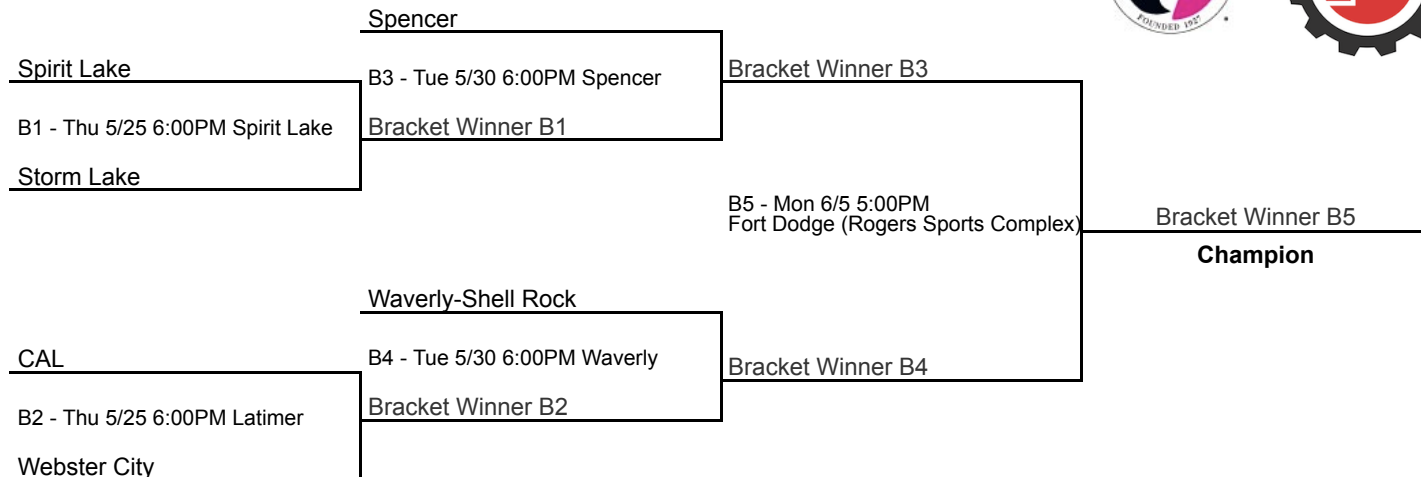 Spencer
FOUNDED 1927
Spirit Lake
B3 - Tue 5/30 6:00PM Spencer
Bracket Winner B3
B1 - Thu 5/25 6:00PM Spirit Lake
Bracket Winner B1
Storm Lake
B5 - Mon 6/5 5:00PM
Fort Dodge (Rogers Sports Complex)
Bracket Winner B5
Champion
Waverly-Shell Rock
CAL
B4 - Tue 5/30 6:00PM Waverly
Bracket Winner B4
B2 - Thu 5/25 6:00PM Latimer
Bracket Winner B2
Webster City